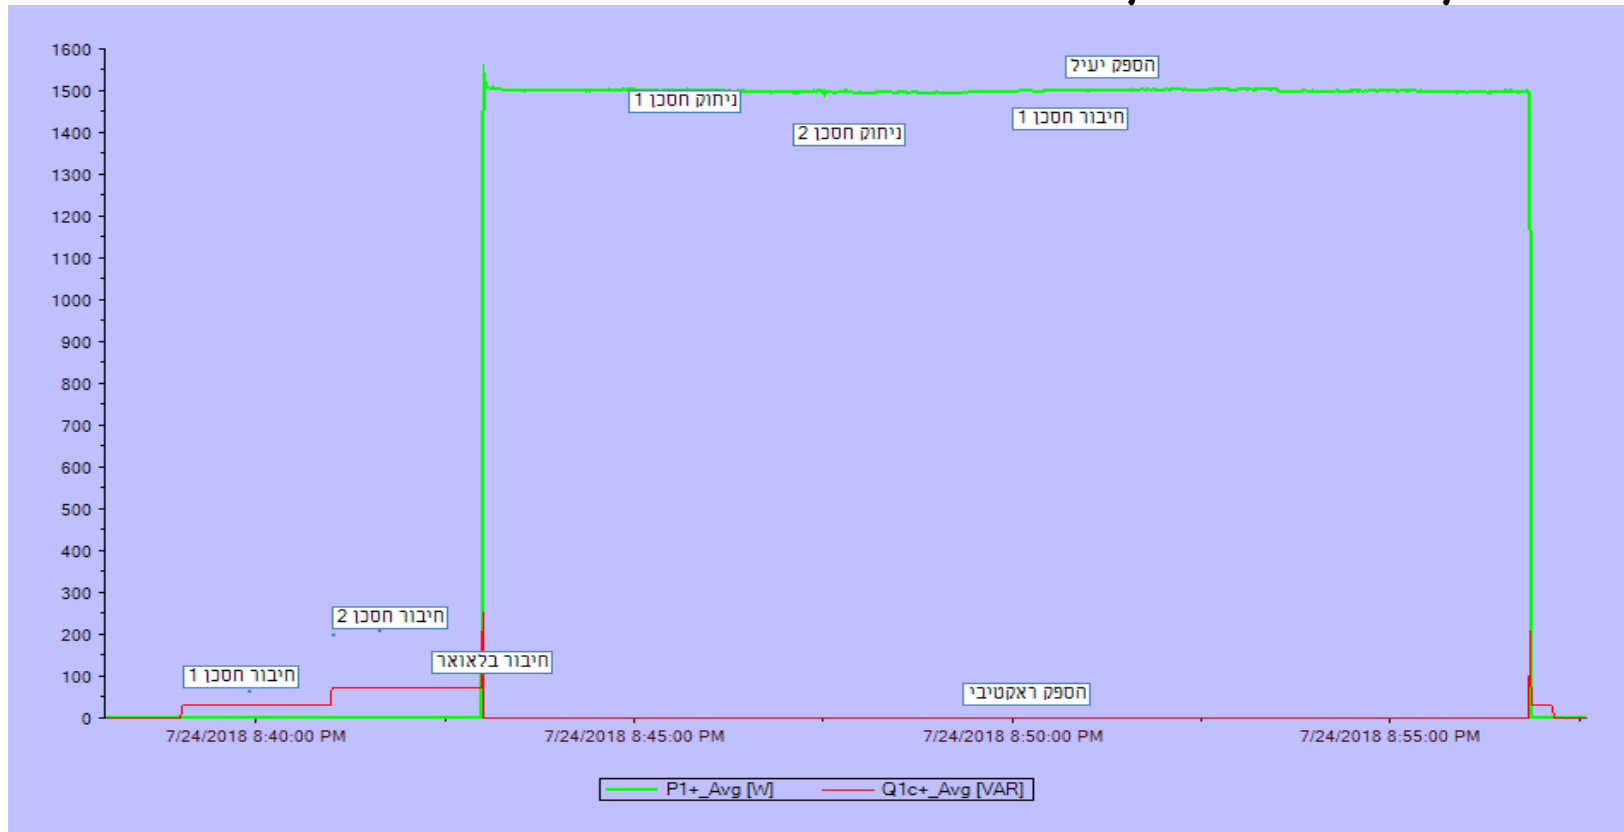 1600
1500
1400
1300
1200
1100
1000
900
800
700
600
500
400
300
200
100
0
הספק יעיל
ניתוק חסכן 1
חיבור חסכן 1
ניתוק חסכן 2
חיבור חסכן 2
חיבור בלאואר
חיבור חסכן 1
הספק ראקטיבי
7/24/2018 8:40:00 PM
7/24/2018 8:45:00 PM
7/24/2018 8:50:00 PM
7/24/2018 8:55:00 PM
P1+_Avg [W]
Q1c+_Avg [VAR]